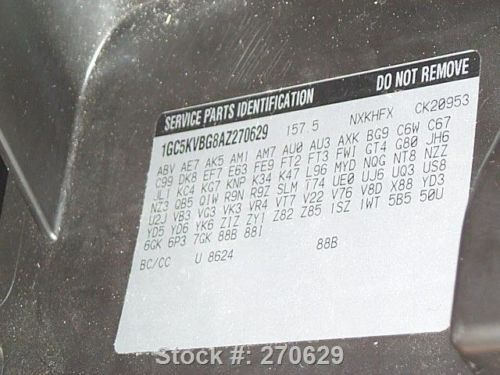 SERVICE PARTS IDENTIFICATION DO NOT REMOVE
1GC5KVBG8AZ270629 157.5 NXKHFX CK20953
ABV AE7 AK5 AM1 AM7 AU0 AU3 AXK BG9 C6W C67
C99 DK8 EF7 E63 FE9 FT2 FT3 FWI GT4 G80 JH6
JL1 KC4 KG7 KNP K34 K47 L96 MYD NQG NT8 NZZ
NZ3 QB5 Q1W R9N R9Z SLM T74 UE0 UJ6 UQ3 US8
U2J VB3 VG3 VK3 VR4 VT7 V22 V76 V8D X88 YD3
YD5 YD6 YK6 Z1Z ZY1 Z82 Z85 1SZ 1WT 5B5 50U
6GK 6P3 7GK 88B 88I 88B
BC/CC U 8624
Stock #: 270629